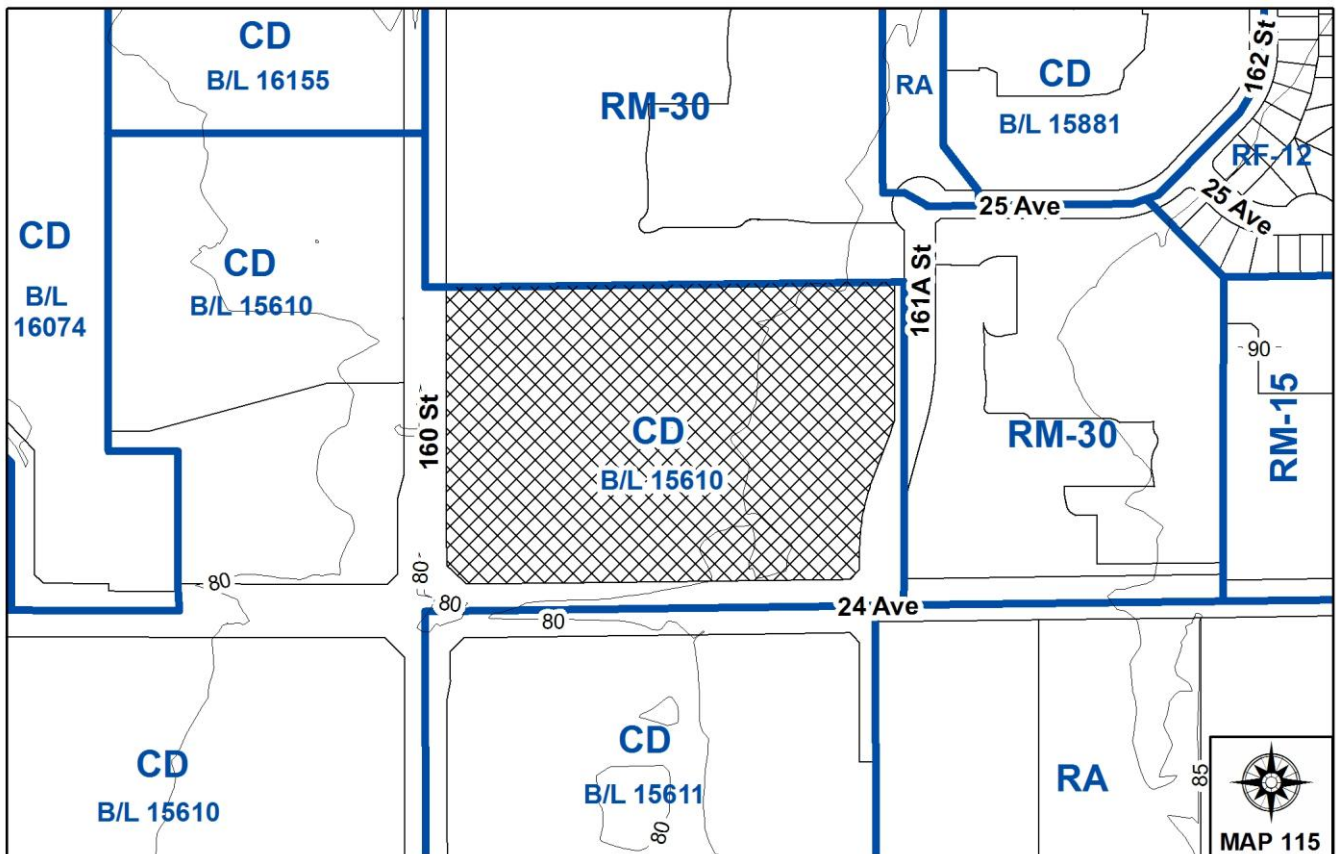 CD
B/L 16155
RM-30
RA
CD
B/L 15881
162 St
RF-12
25 Ave
25 Ave
CD
B/L
16074
CD
B/L 15610
161A St
160 St
CD
B/L 15610
RM-30
90
RM-15
80
80
80
80
24 Ave
CD
B/L 15610
CD
B/L 15611
80
RA
85
MAP 115